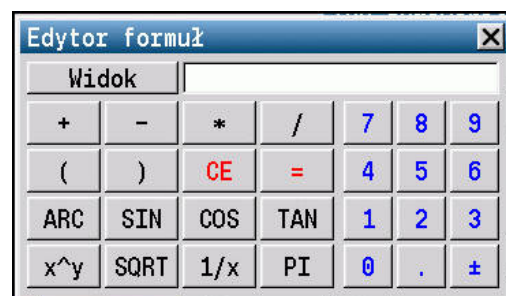 Edytor formuł X
Widok
+ - * / 7 8 9
( ) CE = 4 5 6
ARC SIN COS TAN 1 2 3
x^y SQRT 1/x PI 0 . ±